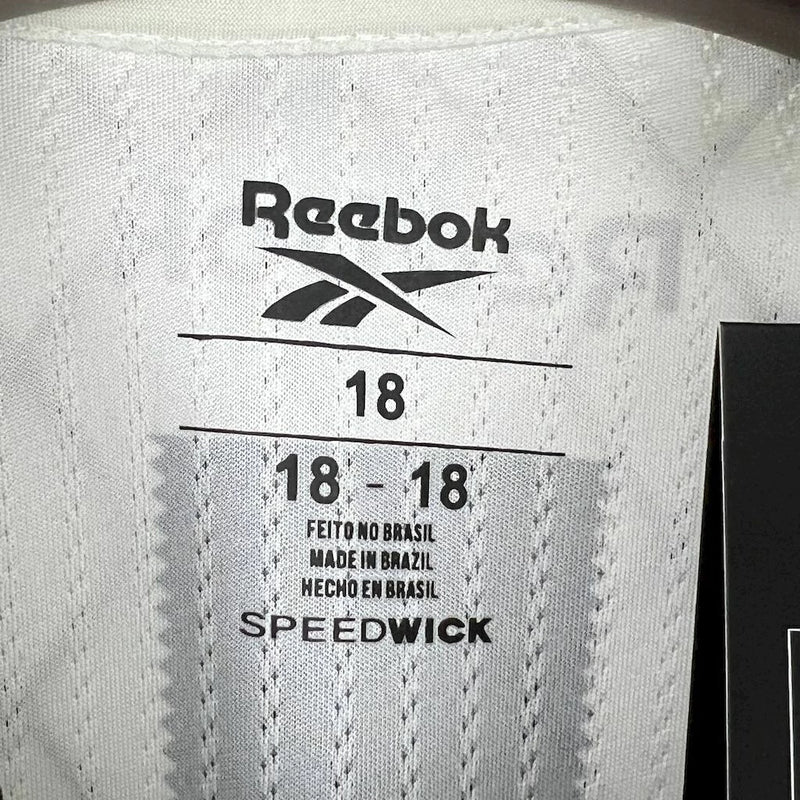 Reebok
18
18 - 18
FEITO NO BRASIL
MADE IN BRAZIL
HECHO EN BRASIL
SPEEDWICK